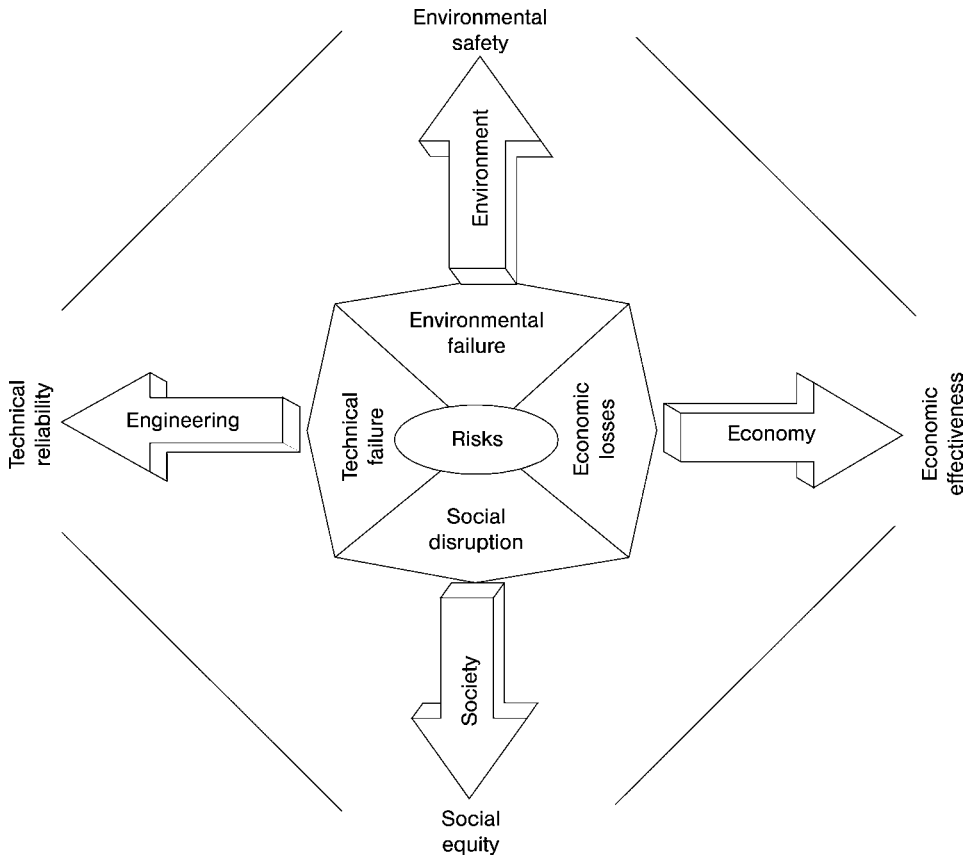 Environmental
safety
Environment
Environmental
failure
Technical
reliability
Engineering
Technical
failure
Risks
Economic
losses
Economy
Economic
effectiveness
Social
disruption
Society
Social
equity